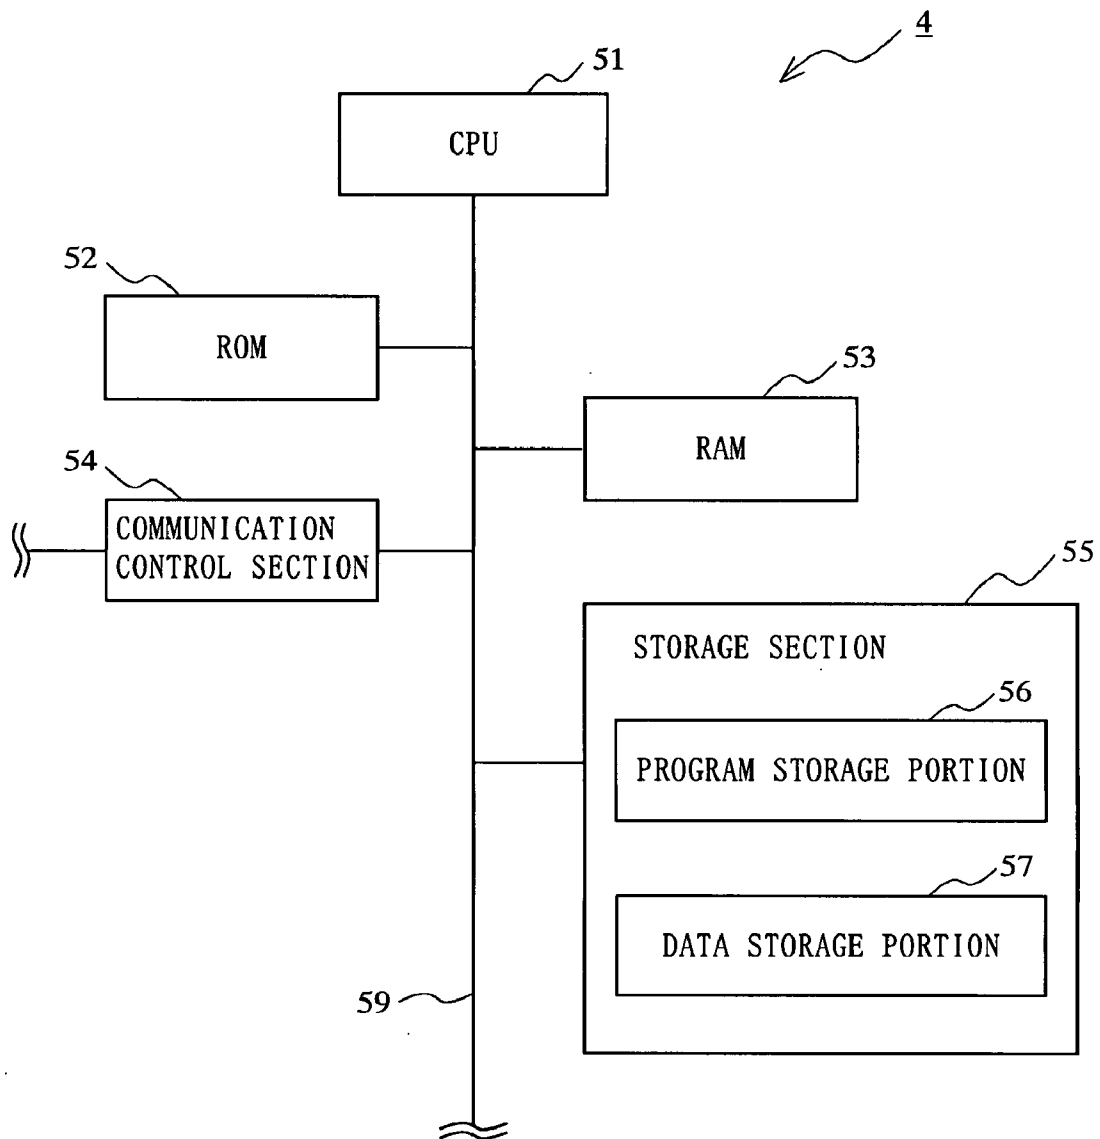 4
51
CPU
52
ROM
53
RAM
54
COMMUNICATION
CONTROL SECTION
55
STORAGE SECTION
56
PROGRAM STORAGE PORTION
57
DATA STORAGE PORTION
59